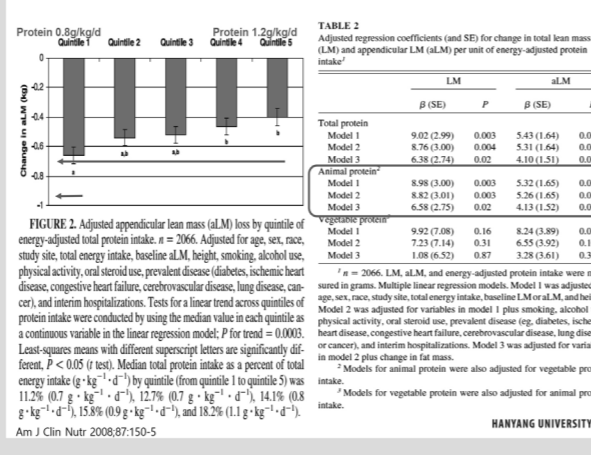 Protein 0.8g/kg/d
Protein 1.2g/kg/d
Quintile 1 Quintile 2 Quintile 3 Quintile 4 Quintile 5
Change in aLM (kg)
0
-0.2
-0.4
-0.6
-0.8
-1
a
a,b
a,b
b
b
FIGURE 2. Adjusted appendicular lean mass (aLM) loss by quintile of
energy-adjusted total protein intake. n = 2066. Adjusted for age, sex, race,
study site, total energy intake, baseline aLM, height, smoking, alcohol use,
physical activity, oral steroid use, prevalent disease (diabetes, ischemic heart
disease, congestive heart failure, cerebrovascular disease, lung disease, can-
cer), and interim hospitalizations. Tests for a linear trend across quintiles of
protein intake were conducted by using the median value in each quintile as
a continuous variable in the linear regression model; P for trend = 0.0003.
Least-squares means with different superscript letters are significantly dif-
ferent, P < 0.05 (t test). Median total protein intake as a percent of total
energy intake (g · kg⁻¹ · d⁻¹) by quintile (from quintile 1 to quintile 5) was
11.2% (0.7 g · kg⁻¹ · d⁻¹), 12.7% (0.7 g · kg⁻¹ · d⁻¹), 14.1% (0.8
g · kg⁻¹ · d⁻¹), 15.8% (0.9 g · kg⁻¹ · d⁻¹), and 18.2% (1.1 g · kg⁻¹ · d⁻¹).
Am J Clin Nutr 2008;87:150-5
TABLE 2
Adjusted regression coefficients (and SE) for change in total lean mass
(LM) and appendicular LM (aLM) per unit of energy-adjusted protein
intake¹
LM aLM
β (SE) P β (SE)
Total protein
Model 1 9.02 (2.99) 0.003 5.43 (1.64) 0.0
Model 2 8.76 (3.00) 0.004 5.31 (1.64) 0.0
Model 3 6.38 (2.74) 0.02 4.10 (1.51) 0.0
Animal protein²
Model 1 8.98 (3.00) 0.003 5.32 (1.65) 0.0
Model 2 8.82 (3.01) 0.003 5.26 (1.65) 0.0
Model 3 6.58 (2.75) 0.02 4.13 (1.52) 0.0
Vegetable protein³
Model 1 9.92 (7.08) 0.16 8.24 (3.89) 0.0
Model 2 7.23 (7.14) 0.31 6.55 (3.92) 0.1
Model 3 1.08 (6.52) 0.87 3.28 (3.61) 0.3
¹ n = 2066. LM, aLM, and energy-adjusted protein intake were m
sured in grams. Multiple linear regression models. Model 1 was adjusted
age, sex, race, study site, total energy intake, baseline LM or aLM, and hei
Model 2 was adjusted for variables in model 1 plus smoking, alcohol
physical activity, oral steroid use, prevalent disease (eg, diabetes, ische
heart disease, congestive heart failure, cerebrovascular disease, lung dise
or cancer), and interim hospitalizations. Model 3 was adjusted for varia
in model 2 plus change in fat mass.
² Models for animal protein were also adjusted for vegetable pro
intake.
³ Models for vegetable protein were also adjusted for animal pro
intake.
HANYANG UNIVERSITY